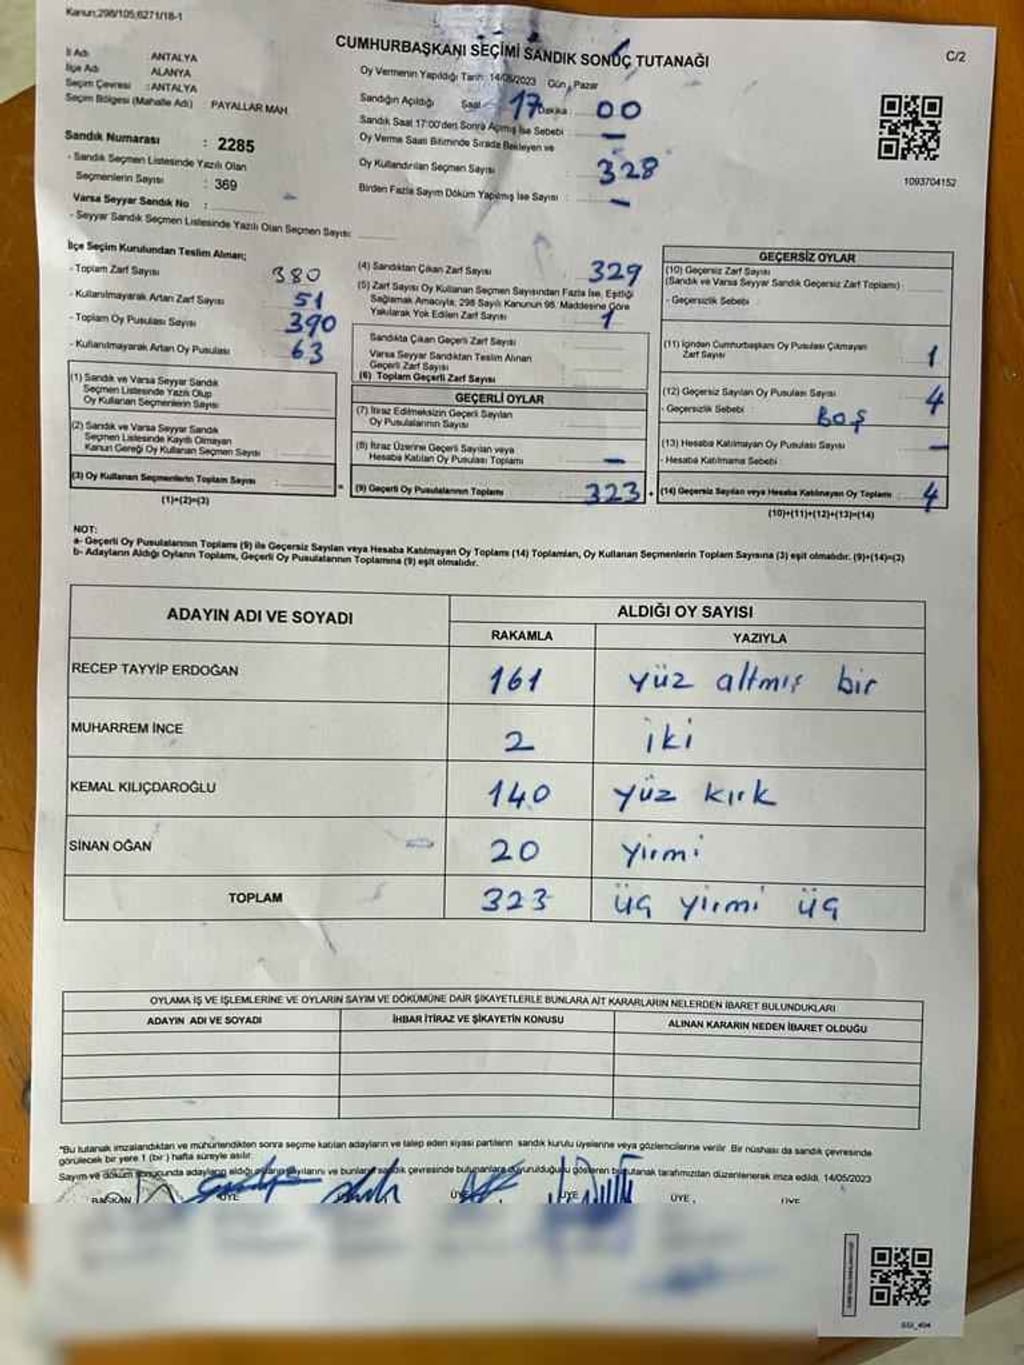 Kanun:298/105;6271/18-1
CUMHURBAŞKANI SEÇİMİ SANDIK SONUÇ TUTANAĞI
C/2
İl Adı : ANTALYA
İlçe Adı : ALANYA
Seçim Çevresi : ANTALYA
Seçim Bölgesi (Mahalle Adı) PAYALLAR MAH.
Sandık Numarası : 2285
- Sandık Seçmen Listesinde Yazılı Olan
Seçmenlerin Sayısı : 369
Varsa Seyyar Sandık No :
- Seyyar Sandık Seçmen Listesinde Yazılı Olan Seçmen Sayısı:
Oy Vermenin Yapıldığı Tarih: 14/05/2023 Gün: Pazar
Sandığın Açıldığı Saat 17 Dakika : 00
Sandık Saat 17:00'den Sonra Açılmış İse Sebebi : —
Oy Verme Saati Bitiminde Sırada Bekleyen ve
Oy Kullandırılan Seçmen Sayısı : 328
Birden Fazla Sayım Döküm Yapılmış İse Sayısı : —
1093704152
İlçe Seçim Kurulundan Teslim Alınan;
- Toplam Zarf Sayısı 380
- Kullanılmayarak Artan Zarf Sayısı 51
- Toplam Oy Pusulası Sayısı 390
- Kullanılmayarak Artan Oy Pusulası 63
(1) Sandık ve Varsa Seyyar Sandık
Seçmen Listesinde Yazılı Olup
Oy Kullanan Seçmenlerin Sayısı :
(2) Sandık ve Varsa Seyyar Sandık
Seçmen Listesinde Kayıtlı Olmayan
Kanun Gereği Oy Kullanan Seçmen Sayısı :
(3) Oy Kullanan Seçmenlerin Toplam Sayısı :
(1)+(2)=(3)
(4) Sandıktan Çıkan Zarf Sayısı 329
(5) Zarf Sayısı Oy Kullanan Seçmen Sayısından Fazla İse, Eşitliği
Sağlamak Amacıyla, 298 Sayılı Kanunun 98. Maddesine Göre
Yakılarak Yok Edilen Zarf Sayısı : 1
Sandıkta Çıkan Geçerli Zarf Sayısı :
Varsa Seyyar Sandıktan Teslim Alınan
Geçerli Zarf Sayısı :
(6) Toplam Geçerli Zarf Sayısı
GEÇERLİ OYLAR
(7) İtiraz Edilmeksizin Geçerli Sayılan
Oy Pusulalarının Sayısı :
(8) İtiraz Üzerine Geçerli Sayılan veya
Hesaba Katılan Oy Pusulası Toplamı : —
= (9) Geçerli Oy Pusulalarının Toplamı : 323 +
GEÇERSİZ OYLAR
(10) Geçersiz Zarf Sayısı
(Sandık ve Varsa Seyyar Sandık Geçersiz Zarf Toplamı) :
- Geçersizlik Sebebi :
(11) İçinden Cumhurbaşkanı Oy Pusulası Çıkmayan
Zarf Sayısı : 1
(12) Geçersiz Sayılan Oy Pusulası Sayısı : 4
- Geçersizlik Sebebi : BOŞ
(13) Hesaba Katılmayan Oy Pusulası Sayısı : —
- Hesaba Katılmama Sebebi :
(14) Geçersiz Sayılan veya Hesaba Katılmayan Oy Toplamı : 4
(10)+(11)+(12)+(13)=(14)
NOT:
a- Geçerli Oy Pusulalarının Toplamı (9) ile Geçersiz Sayılan veya Hesaba Katılmayan Oy Toplamı (14) Toplamları, Oy Kullanan Seçmenlerin Toplam Sayısına (3) eşit olmalıdır. (9)+(14)=(3)
b- Adayların Aldığı Oyların Toplamı, Geçerli Oy Pusulalarının Toplamına (9) eşit olmalıdır.
ADAYIN ADI VE SOYADI ALDIĞI OY SAYISI
RAKAMLA YAZIYLA
RECEP TAYYİP ERDOĞAN 161 yüz altmış bir
MUHARREM İNCE 2 iki
KEMAL KILIÇDAROĞLU 140 yüz kırk
SİNAN OĞAN 20 yirmi
TOPLAM 323 üç yirmi üç
OYLAMA İŞ VE İŞLEMLERİNE VE OYLARIN SAYIM VE DÖKÜMÜNE DAİR ŞİKAYETLERLE BUNLARA AİT KARARLARIN NELERDEN İBARET BULUNDUKLARI
ADAYIN ADI VE SOYADI İHBAR İTİRAZ VE ŞİKAYETİN KONUSU ALINAN KARARIN NEDEN İBARET OLDUĞU
"Bu tutanak imzalandıktan ve mühürlendikten sonra seçime katılan adayların ve talep eden siyasi partilerin sandık kurulu üyelerine veya gözlemcilerine verilir. Bir nüshası da sandık çevresinde
görülecek bir yere 1 (bir) hafta süreyle asılır.
Sayım ve döküm sonucunda adayların aldığı oyların sayılarını ve bunların sandık çevresinde bulunanlara duyurulduğunu gösteren bu tutanak tarafımızdan düzenlenerek imza edildi. 14/05/2023
BAŞKAN ÜYE ÜYE ÜYE ÜYE ÜYE